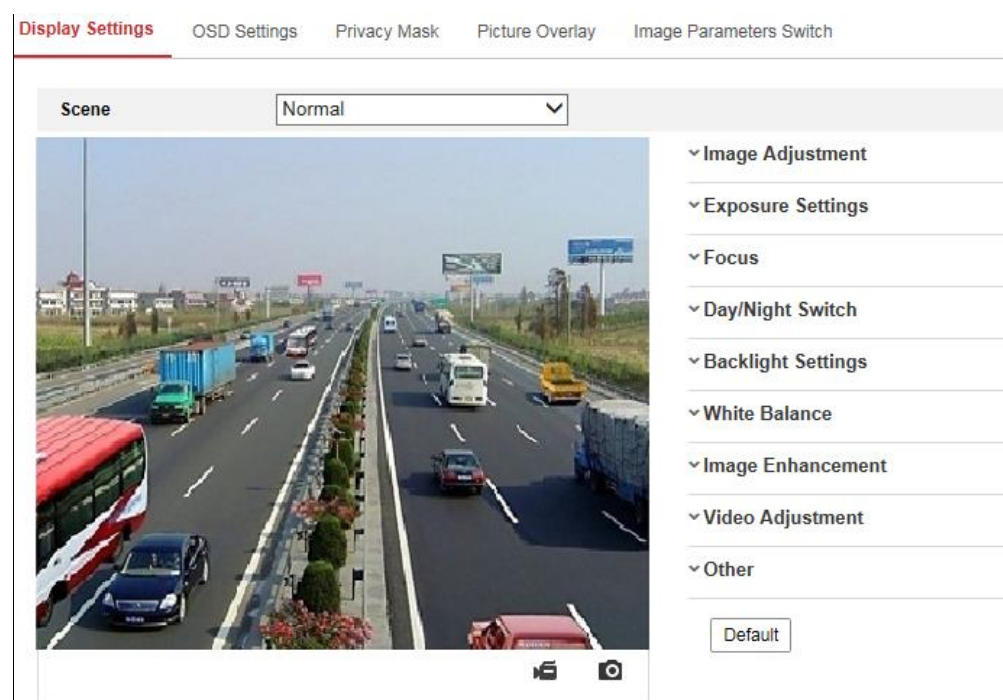 Display Settings OSD Settings Privacy Mask Picture Overlay Image Parameters Switch
Scene Normal
Image Adjustment
Exposure Settings
Focus
Day/Night Switch
Backlight Settings
White Balance
Image Enhancement
Video Adjustment
Other
Default